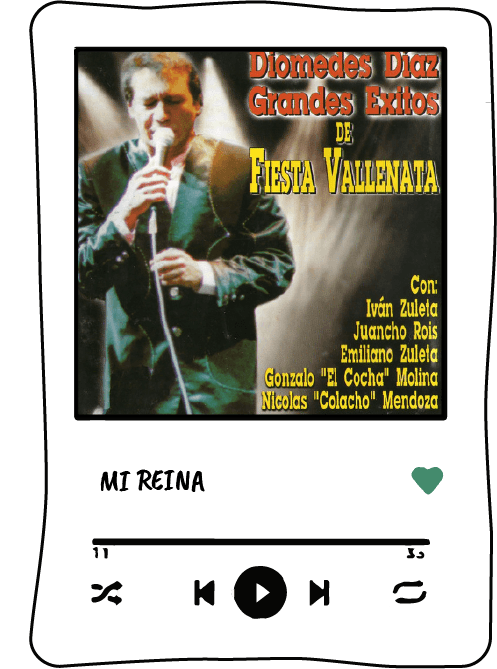 Diomedes Diaz
Grandes Exitos
DE
FIESTA VALLENATA
Con:
Iván Zuleta
Juancho Rois
Emiliano Zuleta
Gonzalo "El Cocha" Molina
Nicolas "Colacho" Mendoza
MI REINA